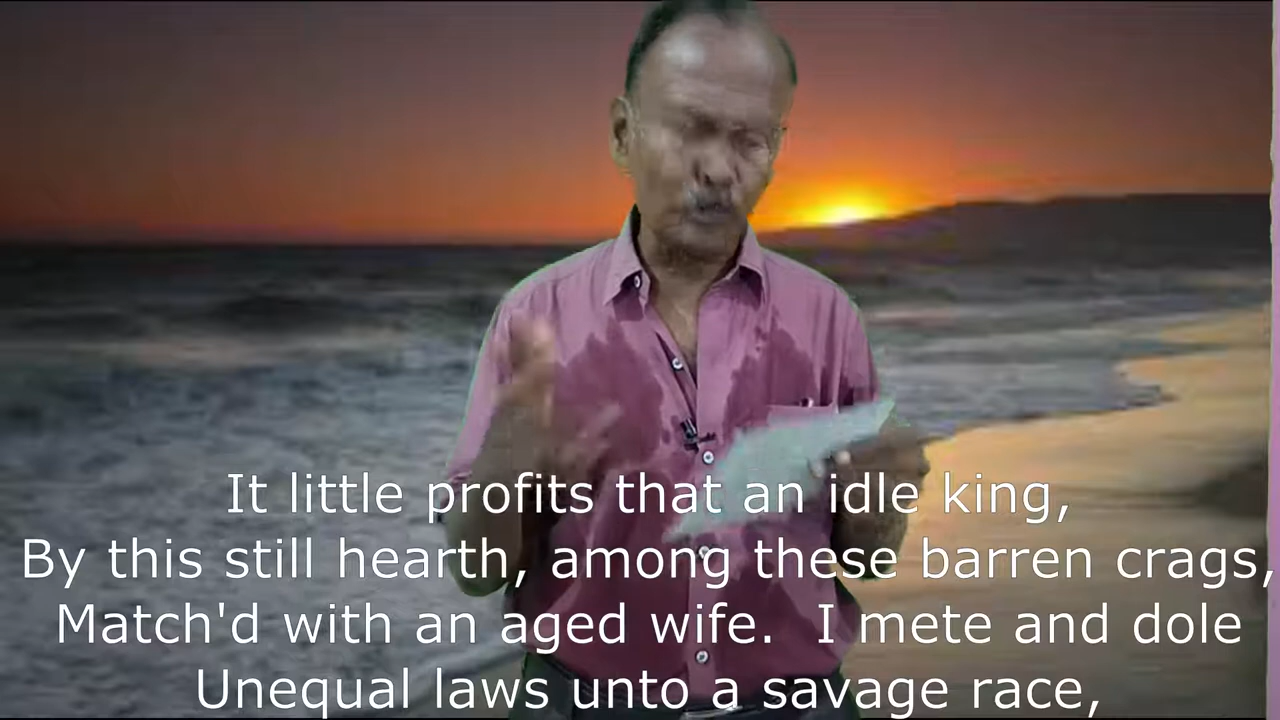 It little profits that an idle king,
By this still hearth, among these barren crags,
Match'd with an aged wife.  I mete and dole
Unequal laws unto a savage race,